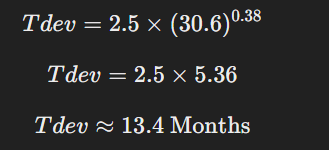 Tdev = 2.5 × (30.6)^0.38
Tdev = 2.5 × 5.36
Tdev ≈ 13.4 Months